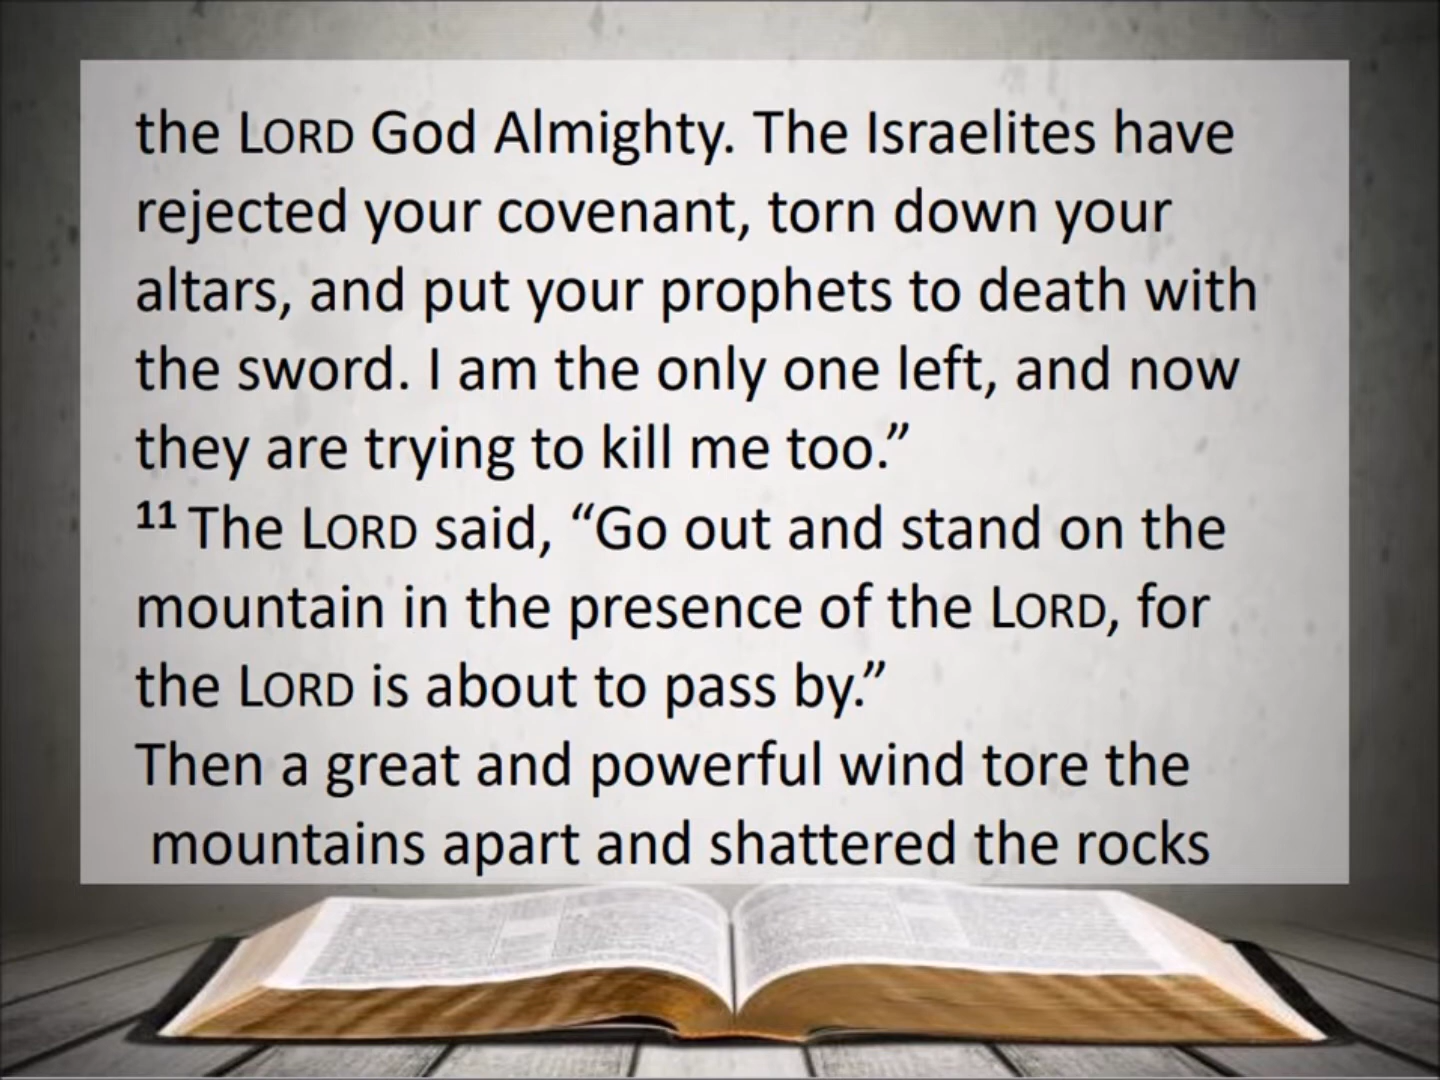 the LORD God Almighty. The Israelites have
rejected your covenant, torn down your
altars, and put your prophets to death with
the sword. I am the only one left, and now
they are trying to kill me too.”
11 The LORD said, “Go out and stand on the
mountain in the presence of the LORD, for
the LORD is about to pass by.”
Then a great and powerful wind tore the
mountains apart and shattered the rocks